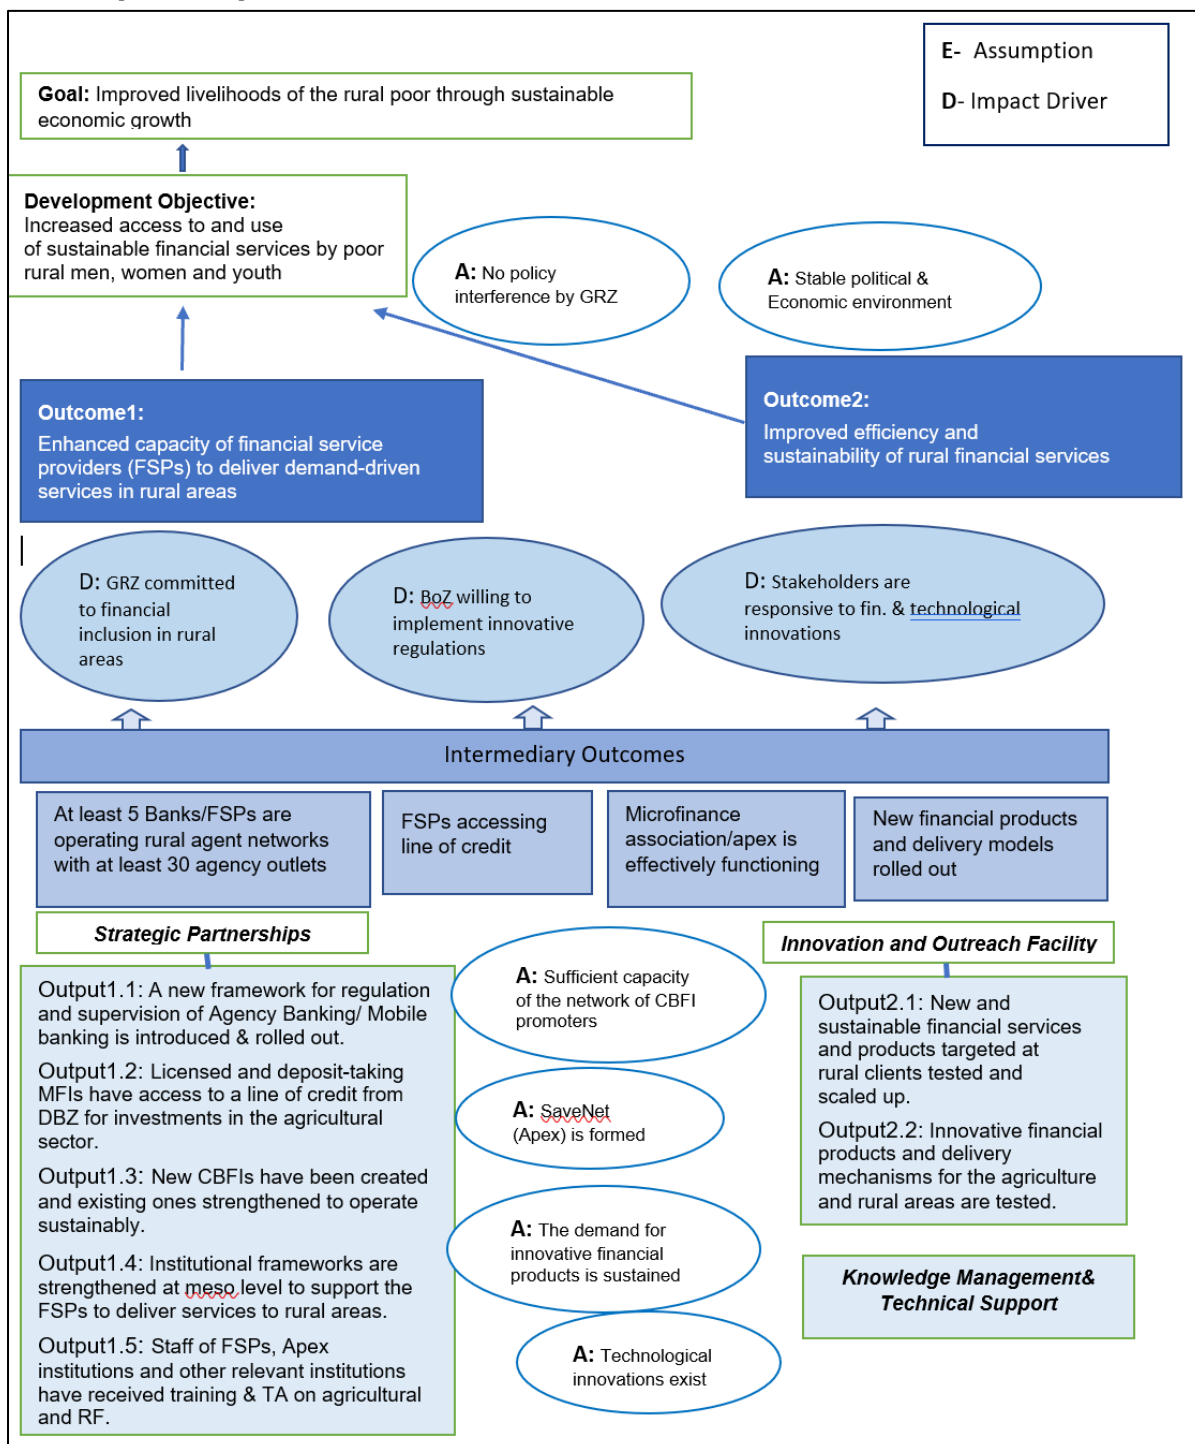 E- Assumption
D- Impact Driver
Goal: Improved livelihoods of the rural poor through sustainable
economic growth
Development Objective:
Increased access to and use
of sustainable financial services by poor
rural men, women and youth
A: No policy
interference by GRZ
A: Stable political &
Economic environment
Outcome1:
Enhanced capacity of financial service
providers (FSPs) to deliver demand-driven
services in rural areas
Outcome2:
Improved efficiency and
sustainability of rural financial services
D: GRZ committed
to financial
inclusion in rural
areas
D: BoZ willing to
implement innovative
regulations
D: Stakeholders are
responsive to fin. & technological
innovations
Intermediary Outcomes
At least 5 Banks/FSPs are
operating rural agent networks
with at least 30 agency outlets
FSPs accessing
line of credit
Microfinance
association/apex is
effectively functioning
New financial products
and delivery models
rolled out
Strategic Partnerships
Output1.1: A new framework for regulation
and supervision of Agency Banking/ Mobile
banking is introduced & rolled out.
Output1.2: Licensed and deposit-taking
MFIs have access to a line of credit from
DBZ for investments in the agricultural
sector.
Output1.3: New CBFIs have been created
and existing ones strengthened to operate
sustainably.
Output1.4: Institutional frameworks are
strengthened at meso level to support the
FSPs to deliver services to rural areas.
Output1.5: Staff of FSPs, Apex
institutions and other relevant institutions
have received training & TA on agricultural
and RF.
A: Sufficient capacity
of the network of CBFI
promoters
A: SaveNet
(Apex) is formed
A: The demand for
innovative financial
products is sustained
A: Technological
innovations exist
Innovation and Outreach Facility
Output2.1: New and
sustainable financial services
and products targeted at
rural clients tested and
scaled up.
Output2.2: Innovative financial
products and delivery
mechanisms for the agriculture
and rural areas are tested.
Knowledge Management&
Technical Support